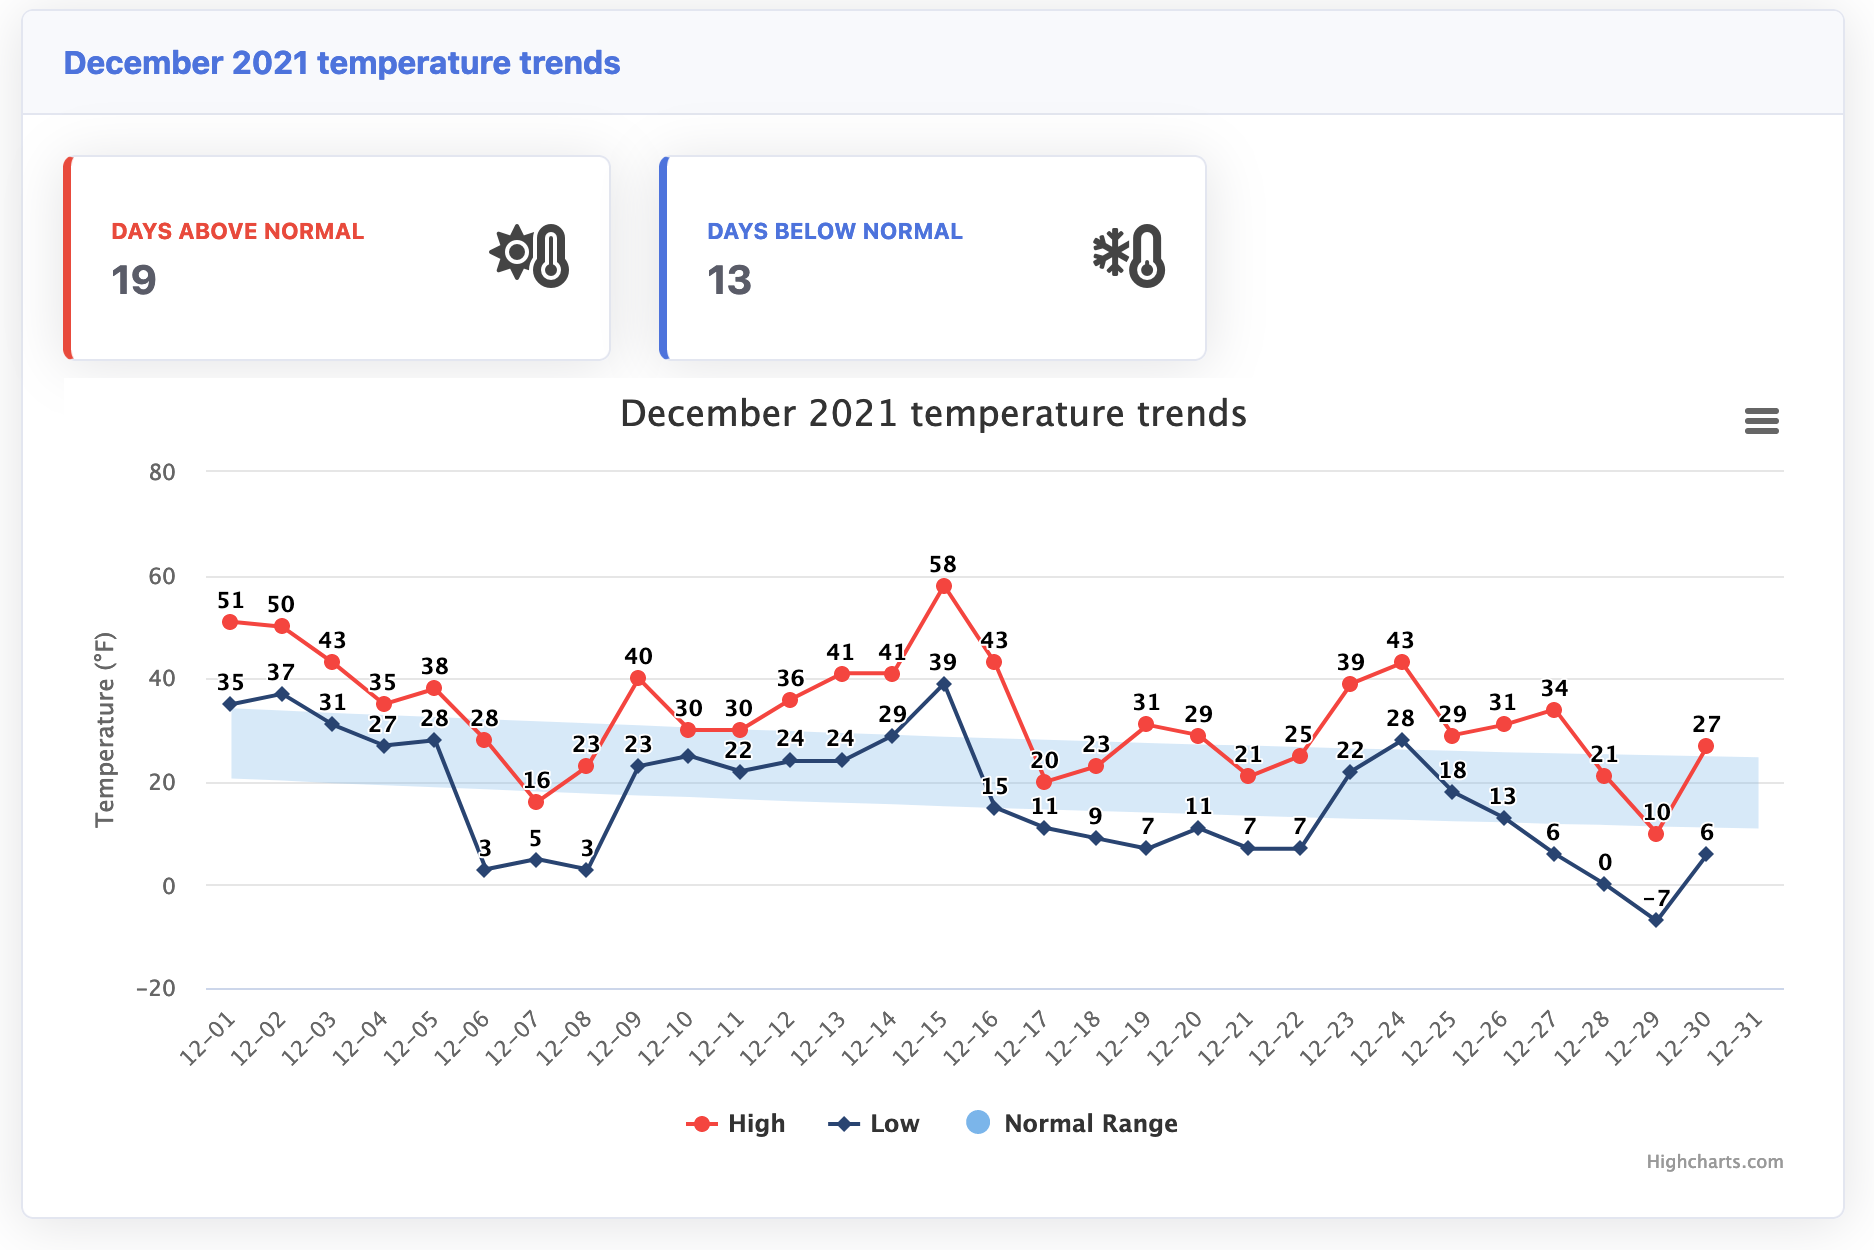 December 2021 temperature trends
DAYS ABOVE NORMAL
19
DAYS BELOW NORMAL
13
December 2021 temperature trends
Temperature (°F)
80
60
40
20
0
−20
51 50 43 35 38 28 16 23 40 30 30 36 41 41 58 43 20 23 31 29 21 25 39 43 29 31 34 21 10 27
35 37 31 27 28 3 5 3 23 22 24 24 29 39 15 11 9 7 11 7 7 22 28 18 13 6 0 −7 6
12−01 12−02 12−03 12−04 12−05 12−06 12−07 12−08 12−09 12−10 12−11 12−12 12−13 12−14 12−15 12−16 12−17 12−18 12−19 12−20 12−21 12−22 12−23 12−24 12−25 12−26 12−27 12−28 12−29 12−30 12−31
High Low Normal Range
Highcharts.com